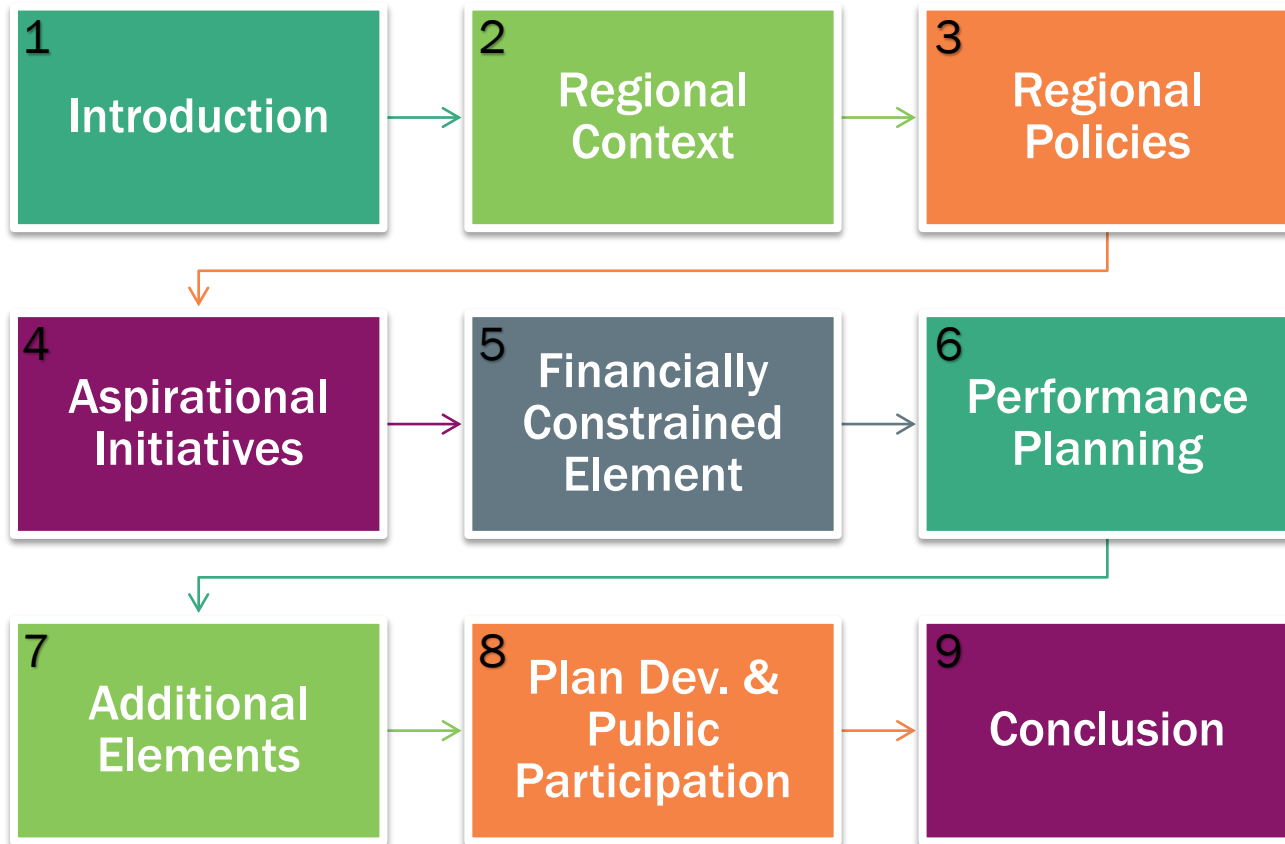 1
Introduction
2
Regional
Context
3
Regional
Policies
4
Aspirational
Initiatives
5
Financially
Constrained
Element
6
Performance
Planning
7
Additional
Elements
8
Plan Dev. &
Public
Participation
9
Conclusion